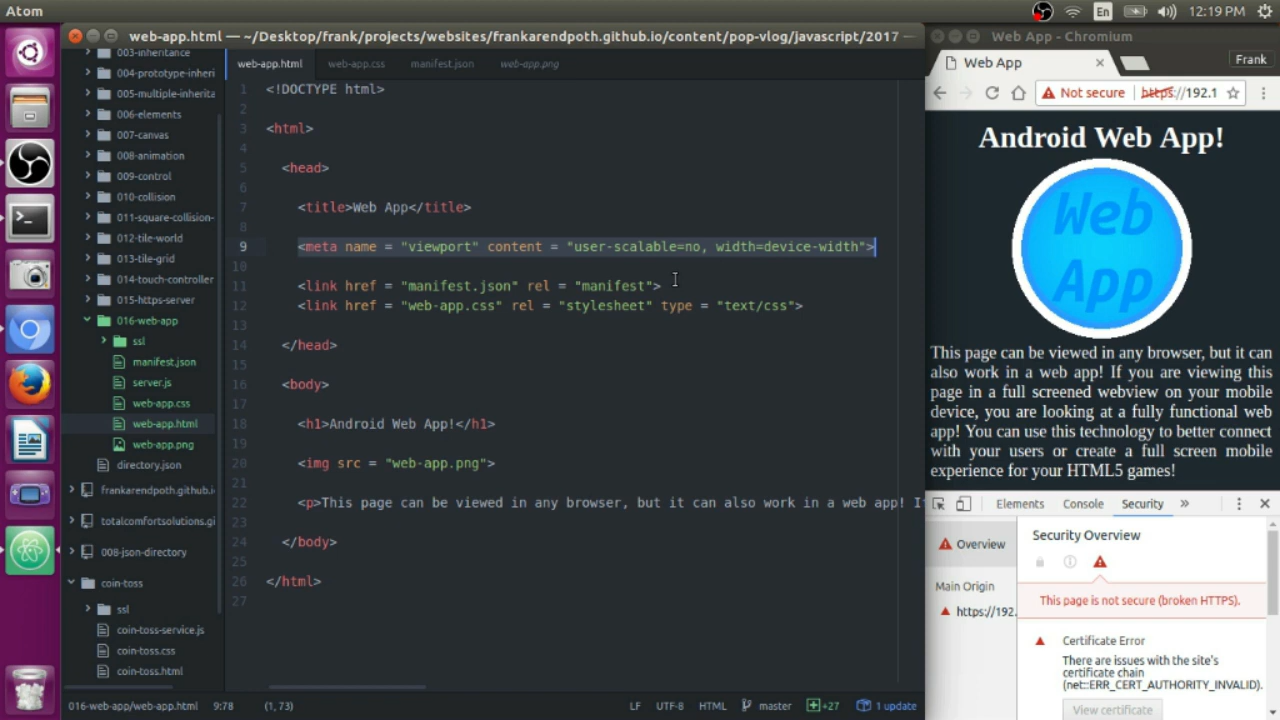 Atom
En
12:19 PM
web-app.html — ~/Desktop/frank/projects/websites/frankarendpoth.github.io/content/pop-vlog/javascript/2017 —
003-inheritance
004-prototype-inheri
005-multiple-inherita
006-elements
007-canvas
008-animation
009-control
010-collision
011-square-collision-
012-tile-world
013-tile-grid
014-touch-controller
015-https-server
016-web-app
ssl
manifest.json
server.js
web-app.css
web-app.html
web-app.png
directory.json
frankarendpoth.github.i
totalcomfortsolutions.gi
008-json-directory
coin-toss
ssl
coin-toss-service.js
coin-toss.css
coin-toss.html
web-app.html web-app.css manifest.json web-app.png
1 <!DOCTYPE html>
2
3 <html>
4
5 <head>
6
7 <title>Web App</title>
8
9 <meta name = "viewport" content = "user-scalable=no, width=device-width">
10
11 <link href = "manifest.json" rel = "manifest">
12 <link href = "web-app.css" rel = "stylesheet" type = "text/css">
13
14 </head>
15
16 <body>
17
18 <h1>Android Web App!</h1>
19
20 <img src = "web-app.png">
21
22 <p>This page can be viewed in any browser, but it can also work in a web app! I
23
24 </body>
25
26 </html>
27
016-web-app/web-app.html 9:78 (1, 73) LF UTF-8 HTML master +27 1 update
Web App - Chromium
Web App
Frank
Not secure https://192.1
Android Web App!
Web
App
This page can be viewed in any browser, but it can
also work in a web app! If you are viewing this
page in a full screened webview on your mobile
device, you are looking at a fully functional web
app! You can use this technology to better connect
with your users or create a full screen mobile
experience for your HTML5 games!
Elements Console Security »
Overview
Main Origin
https://192.
Security Overview
This page is not secure (broken HTTPS).
Certificate Error
There are issues with the site's
certificate chain
(net::ERR_CERT_AUTHORITY_INVALID).
View certificate